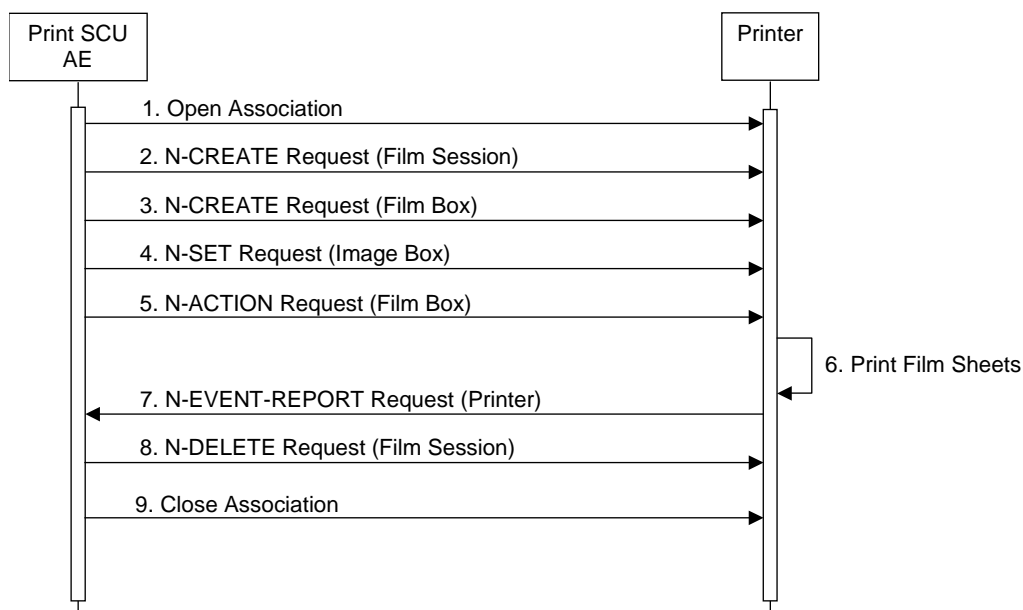 Print SCU
AE
Printer
1. Open Association
2. N-CREATE Request (Film Session)
3. N-CREATE Request (Film Box)
4. N-SET Request (Image Box)
5. N-ACTION Request (Film Box)
6. Print Film Sheets
7. N-EVENT-REPORT Request (Printer)
8. N-DELETE Request (Film Session)
9. Close Association